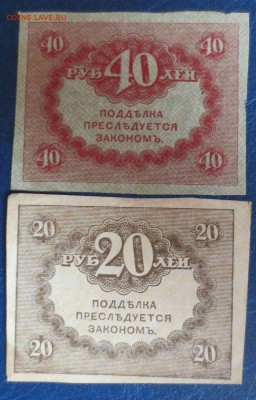 COINS.LAVE.RU
40 40
РУБ 40 ЛЕЙ
ПОДДѢЛКА
ПРЕСЛѢДУЕТСЯ
ЗАКОНОМЪ.
40 40
20 20
РУБ 20 ЛЕЙ
ПОДДѢЛКА
ПРЕСЛѢДУЕТСЯ
ЗАКОНОМЪ.
20 20